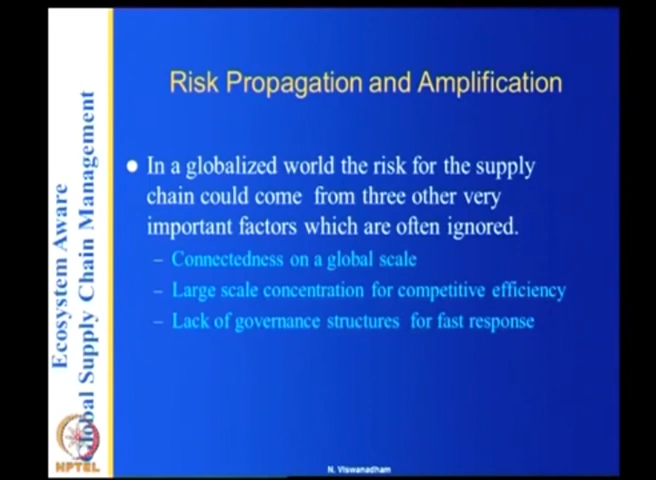 Risk Propagation and Amplification
In a globalized world the risk for the supply
chain could come from three other very
important factors which are often ignored.
– Connectedness on a global scale
– Large scale concentration for competitive efficiency
– Lack of governance structures for fast response
Ecosystem Aware
Global Supply Chain Management
NPTEL
N. Viswanadham